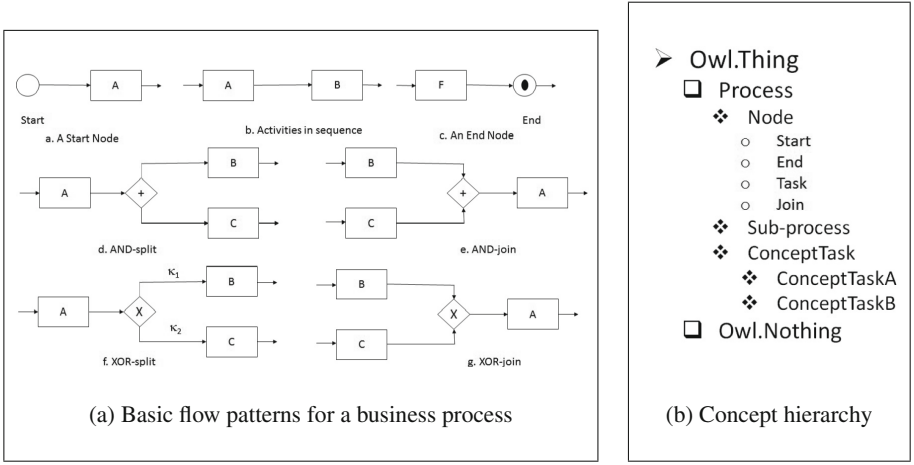 A
A
B
F
Start
End
a. A Start Node
b. Activities in sequence
c. An End Node
A
+
B
C
B
C
+
A
d. AND-split
e. AND-join
A
X
κ1
B
κ2
C
B
C
X
A
f. XOR-split
g. XOR-join
(a) Basic flow patterns for a business process
➢ Owl.Thing
❑ Process
❖ Node
o Start
o End
o Task
o Join
❖ Sub-process
❖ ConceptTask
❖ ConceptTaskA
❖ ConceptTaskB
❑ Owl.Nothing
(b) Concept hierarchy